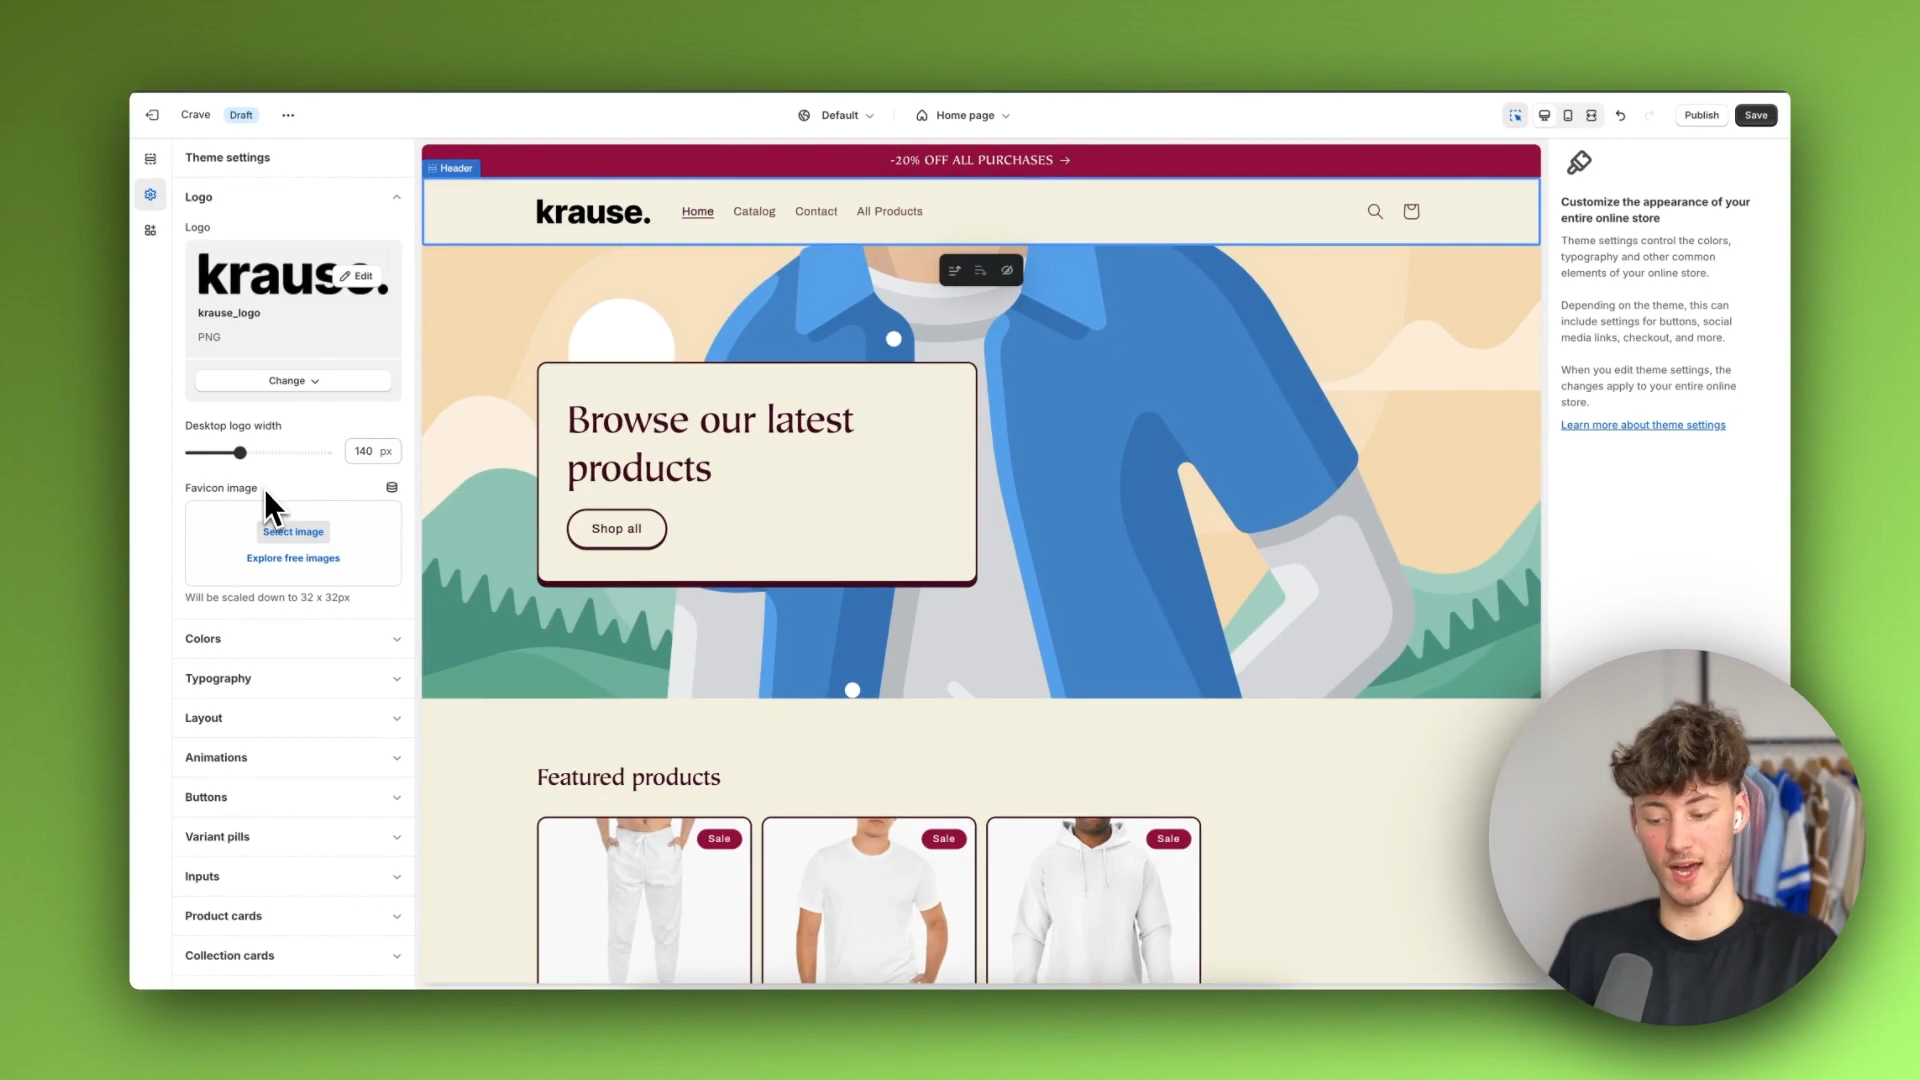 Crave
Draft
Default
Home page
Publish
Save
Theme settings
Logo
Logo
krause.
Edit
krause_logo
PNG
Change
Desktop logo width
140 px
Favicon image
Select image
Explore free images
Will be scaled down to 32 x 32px
Colors
Typography
Layout
Animations
Buttons
Variant pills
Inputs
Product cards
Collection cards
-20% OFF ALL PURCHASES →
Header
krause.
Home
Catalog
Contact
All Products
Browse our latest
products
Shop all
Featured products
Sale
Sale
Sale
Customize the appearance of your
entire online store
Theme settings control the colors,
typography and other common
elements of your online store.
Depending on the theme, this can
include settings for buttons, social
media links, checkout, and more.
When you edit theme settings, the
changes apply to your entire online
store.
Learn more about theme settings